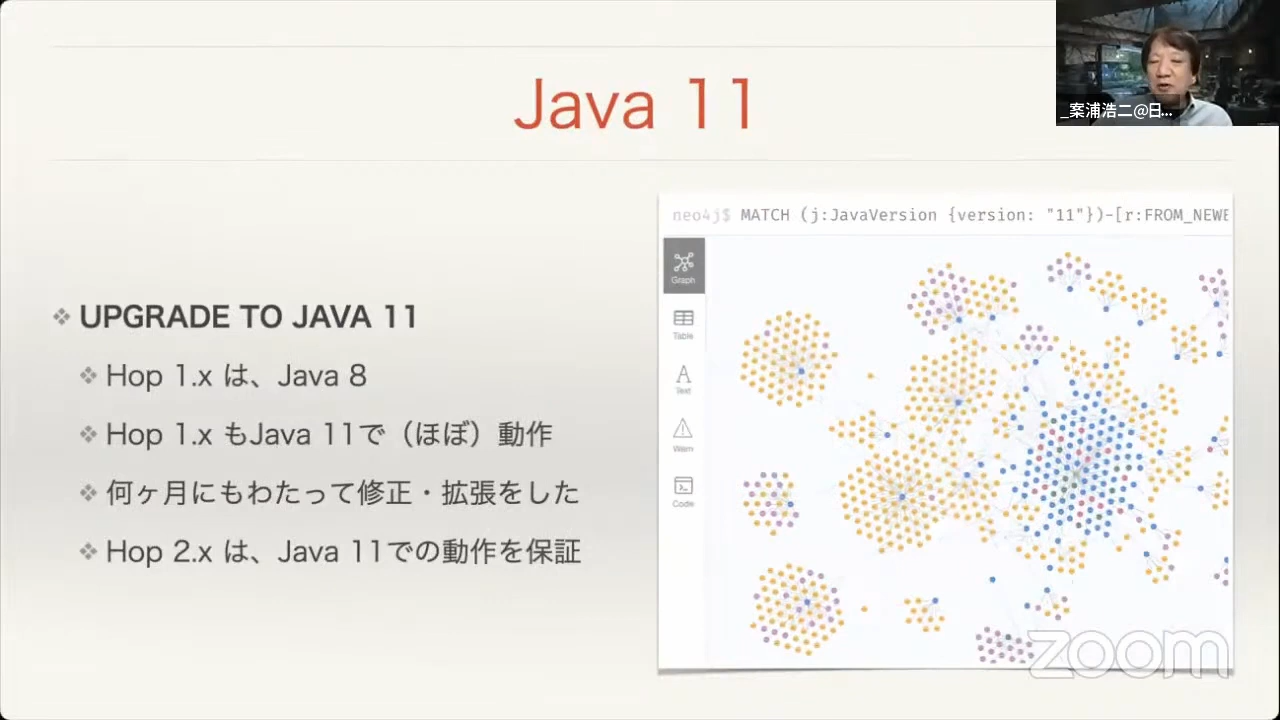 Java 11
_案浦浩二@日...
UPGRADE TO JAVA 11
Hop 1.x は、Java 8
Hop 1.x もJava 11で（ほぼ）動作
何ヶ月にもわたって修正・拡張をした
Hop 2.x は、Java 11での動作を保証
neo4j$ MATCH (j:JavaVersion {version: "11"})-[r:FROM_NEWE
Graph
Table
Text
Warn
Code
zoom